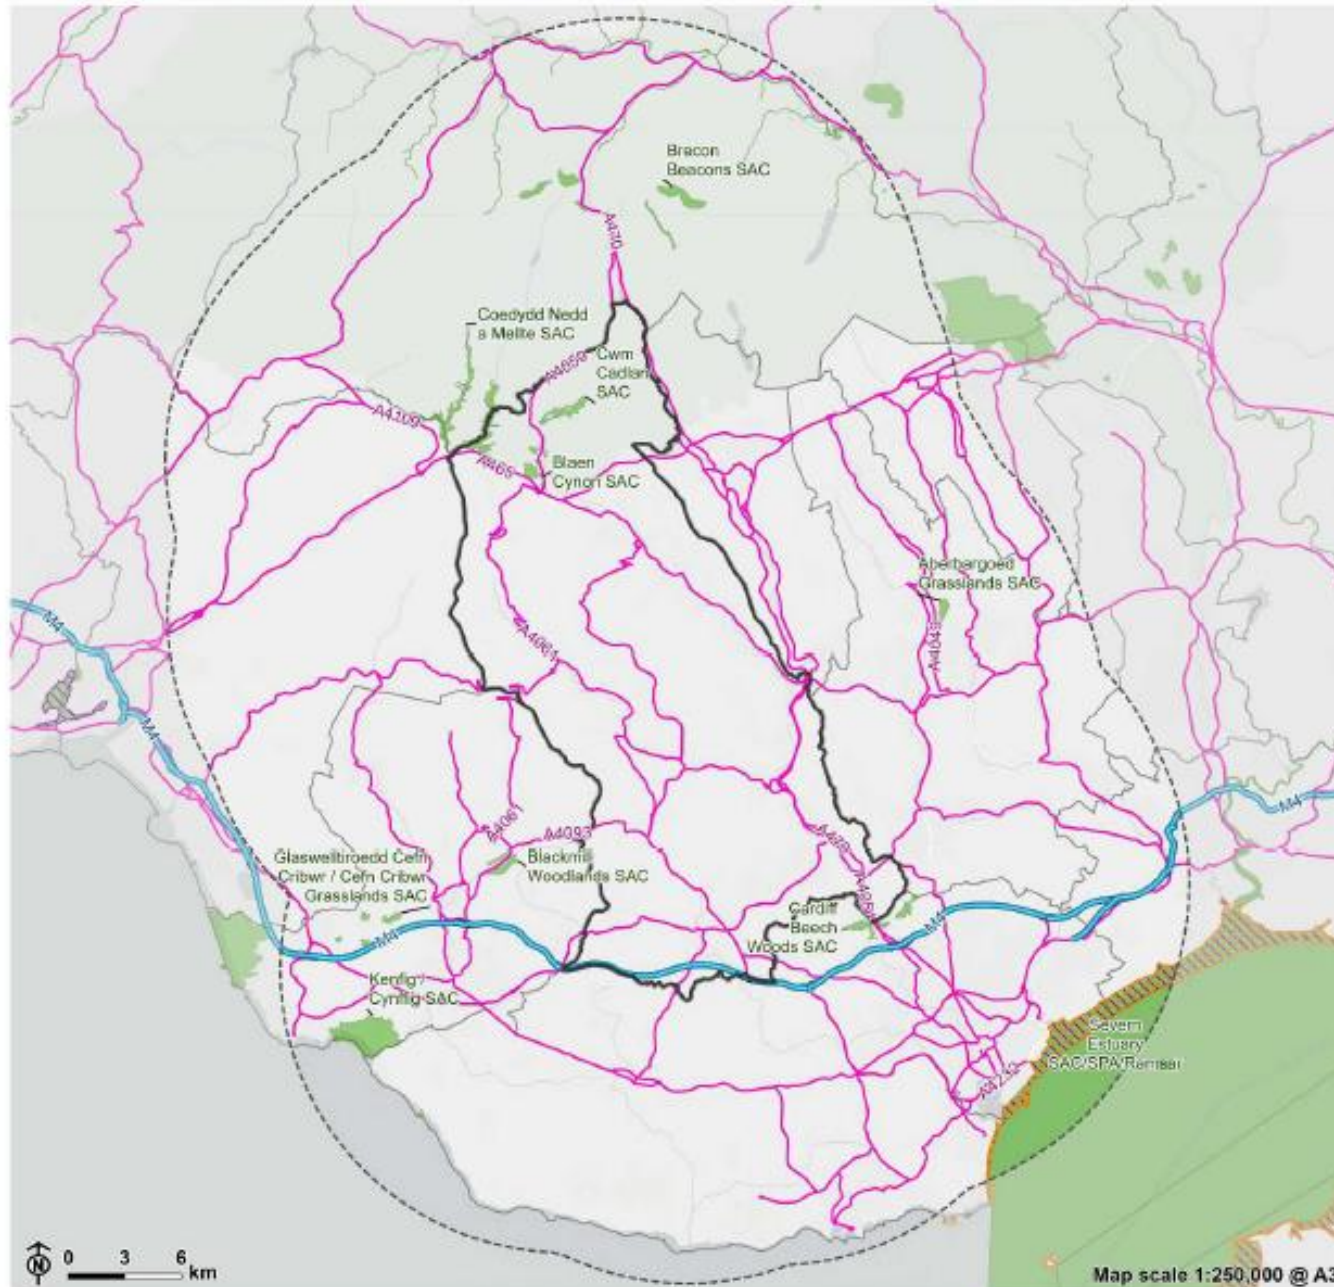 Brecon
Beacons SAC
A470
Coedydd Nedd
a Mellte SAC
A4059
Cwm
Cadlan
SAC
A4109
A465
Blaen
Cynon SAC
Aberbargoed
Grasslands SAC
M4
A4061
A4049
M4
M4
A4061
A4093
A470
Glaswelltiroedd Cefn
Cribwr / Cefn Cribwr
Grasslands SAC
Blackmill
Woodlands SAC
Cardiff
Beech
Woods SAC
M4
M4
Kenfig /
Cynffig SAC
Severn
Estuary
SAC/SPA/Ramsar
A4232
N
0 3 6
km
Map scale 1:250,000 @ A3